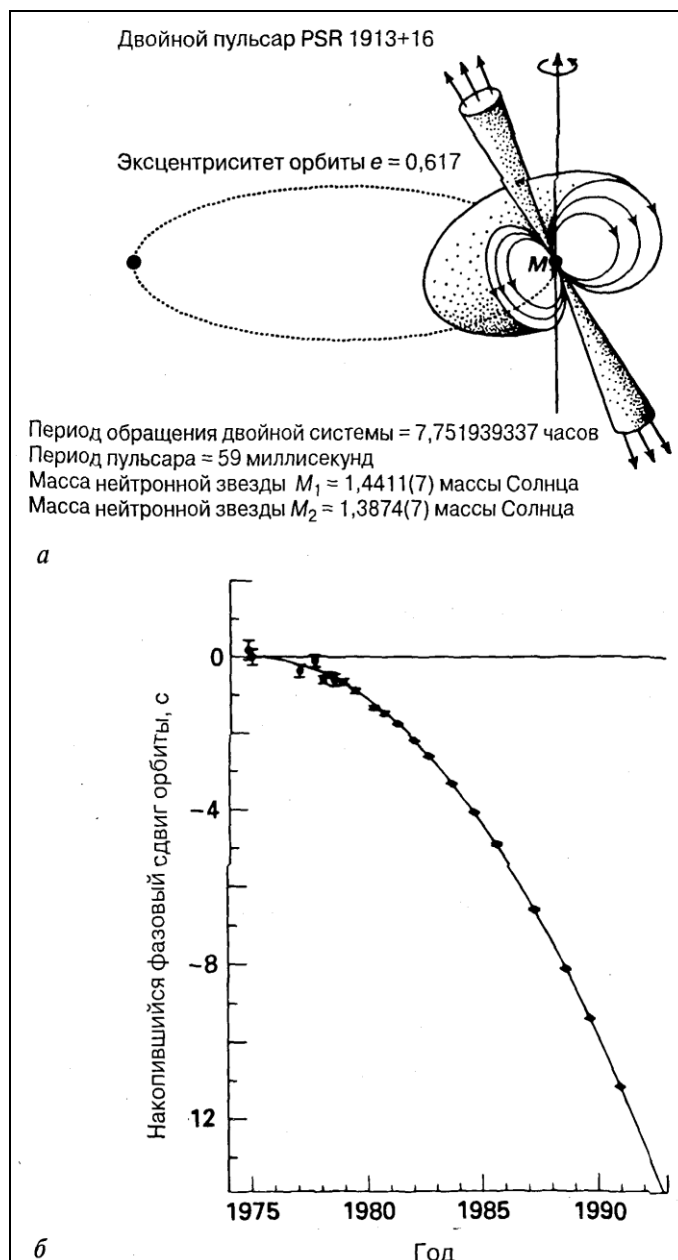 Двойной пульсар PSR 1913+16
Эксцентриситет орбиты e = 0,617
M
Период обращения двойной системы = 7,751939337 часов
Период пульсара = 59 миллисекунд
Масса нейтронной звезды M₁ = 1,4411(7) массы Солнца
Масса нейтронной звезды M₂ = 1,3874(7) массы Солнца
а
Накопившийся фазовый сдвиг орбиты, с
0
−4
−8
12
1975 1980 1985 1990
Год
б